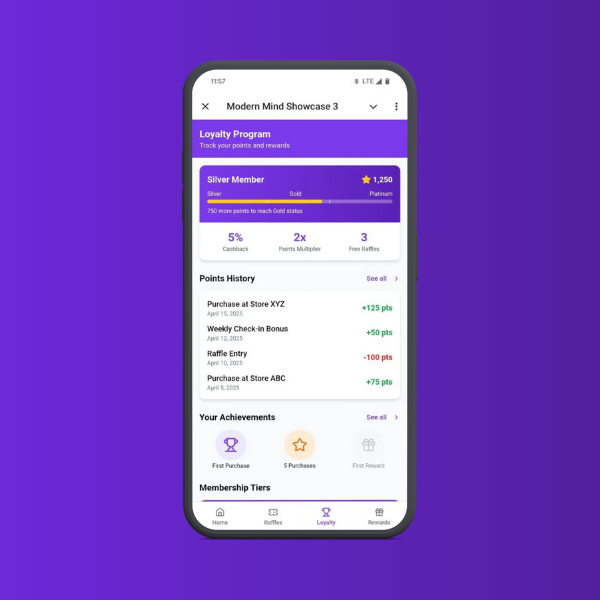 11:57
LTE
Modern Mind Showcase 3
Loyalty Program
Track your points and rewards
Silver Member
1,250
Silver Gold Platinum
750 more points to reach Gold status
5% 2x 3
Cashback Points Multiplier Free Raffles
Points History See all
Purchase at Store XYZ +125 pts
April 15, 2025
Weekly Check-in Bonus +50 pts
April 12, 2025
Raffle Entry -100 pts
April 10, 2025
Purchase at Store ABC +75 pts
April 5, 2025
Your Achievements See all
First Purchase 5 Purchases First Reward
Membership Tiers
Home Raffles Loyalty Rewards